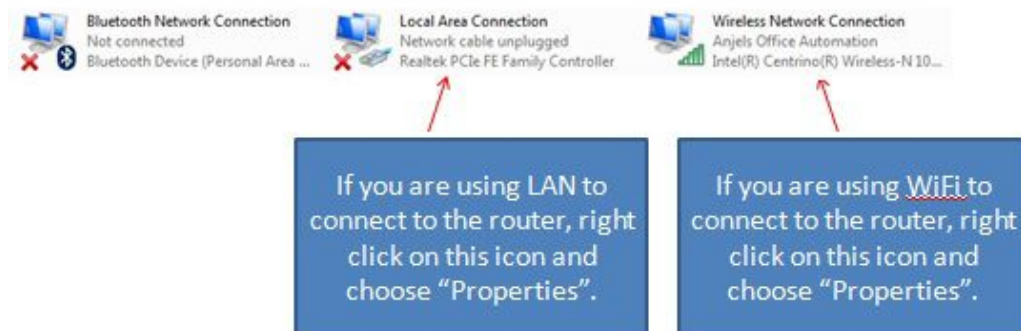 Bluetooth Network Connection
Not connected
Bluetooth Device (Personal Area ...
Local Area Connection
Network cable unplugged
Realtek PCIe FE Family Controller
Wireless Network Connection
Anjels Office Automation
Intel(R) Centrino(R) Wireless-N 10...
If you are using LAN to
connect to the router, right
click on this icon and
choose “Properties”.
If you are using WiFi to
connect to the router, right
click on this icon and
choose “Properties”.